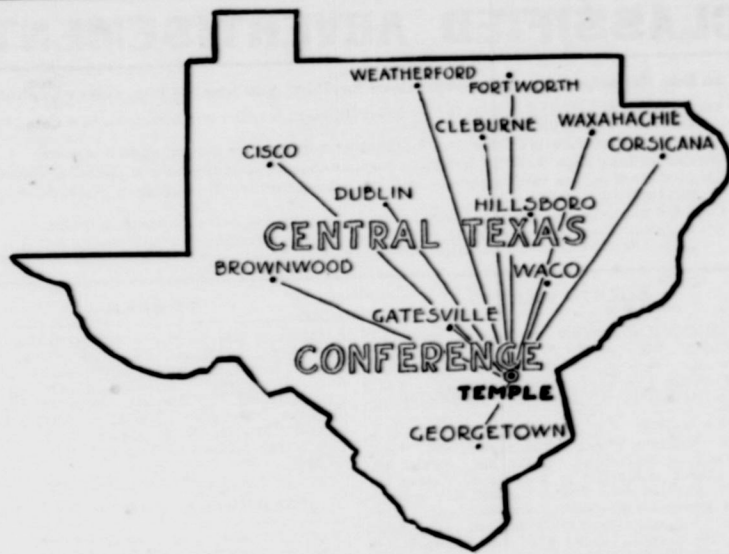 WEATHERFORD
FORT WORTH
CLEBURNE
WAXAHACHIE
CORSICANA
CISCO
DUBLIN
HILLSBORO
CENTRAL TEXAS
BROWNWOOD
WACO
GATESVILLE
CONFERENCE
TEMPLE
GEORGETOWN